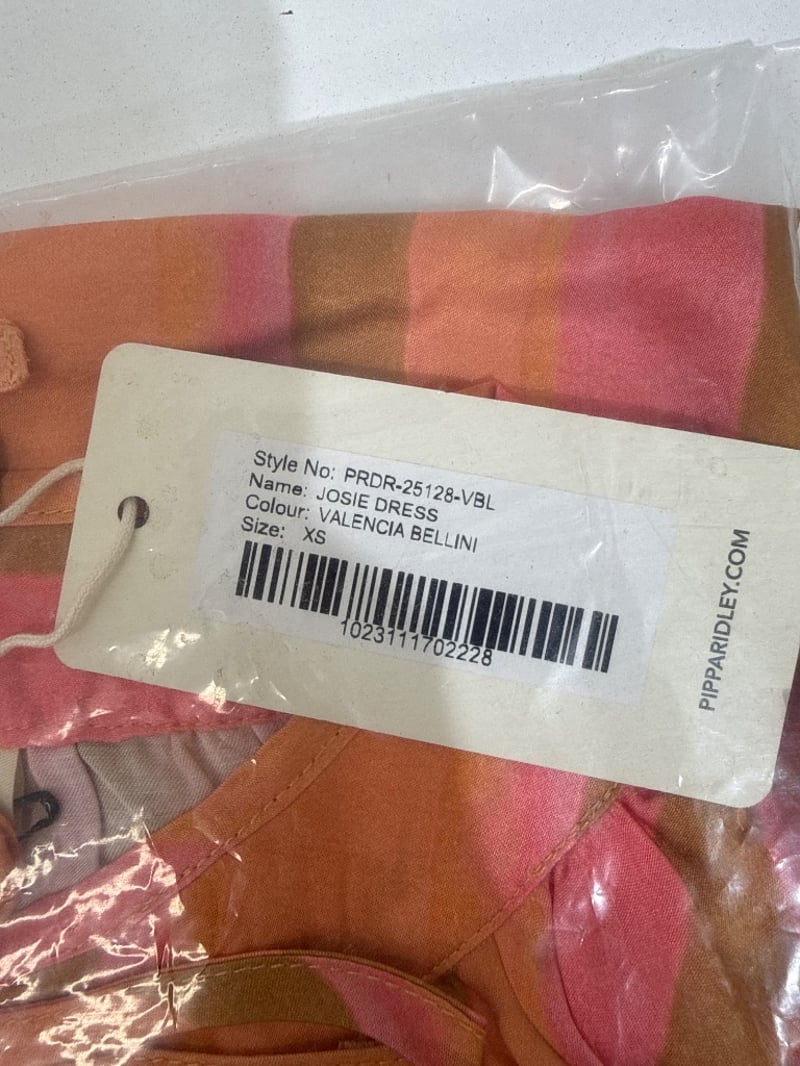 Style No: PRDR-25128-VBL
Name: JOSIE DRESS
Colour: VALENCIA BELLINI
Size: XS
1023111702228
PIPPARIDLEY.COM